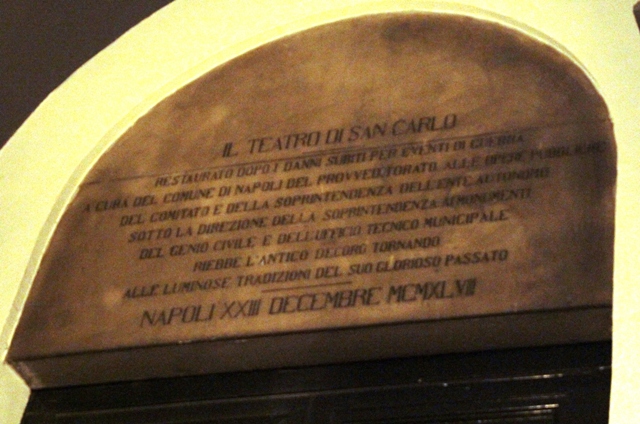 IL TEATRO DI SAN CARLO
RESTAURATO DOPO I DANNI SUBITI PER EVENTI DI GUERRA
A CURA DEL COMUNE DI NAPOLI DEL PROVVEDITORATO ALLE OPERE PUBBLICHE
DEL COMITATO E DELLA SOPRINTENDENZA DELL'ENTE AUTONOMO
SOTTO LA DIREZIONE DELLA SOPRINTENDENZA AI MONUMENTI
DEL GENIO CIVILE E DELL'UFFICIO TECNICO MUNICIPALE
RIEBBE L'ANTICO DECORO TORNANDO
ALLE LUMINOSE TRADIZIONI DEL SUO GLORIOSO PASSATO
NAPOLI XXIII DECEMBRE MCMXLVII